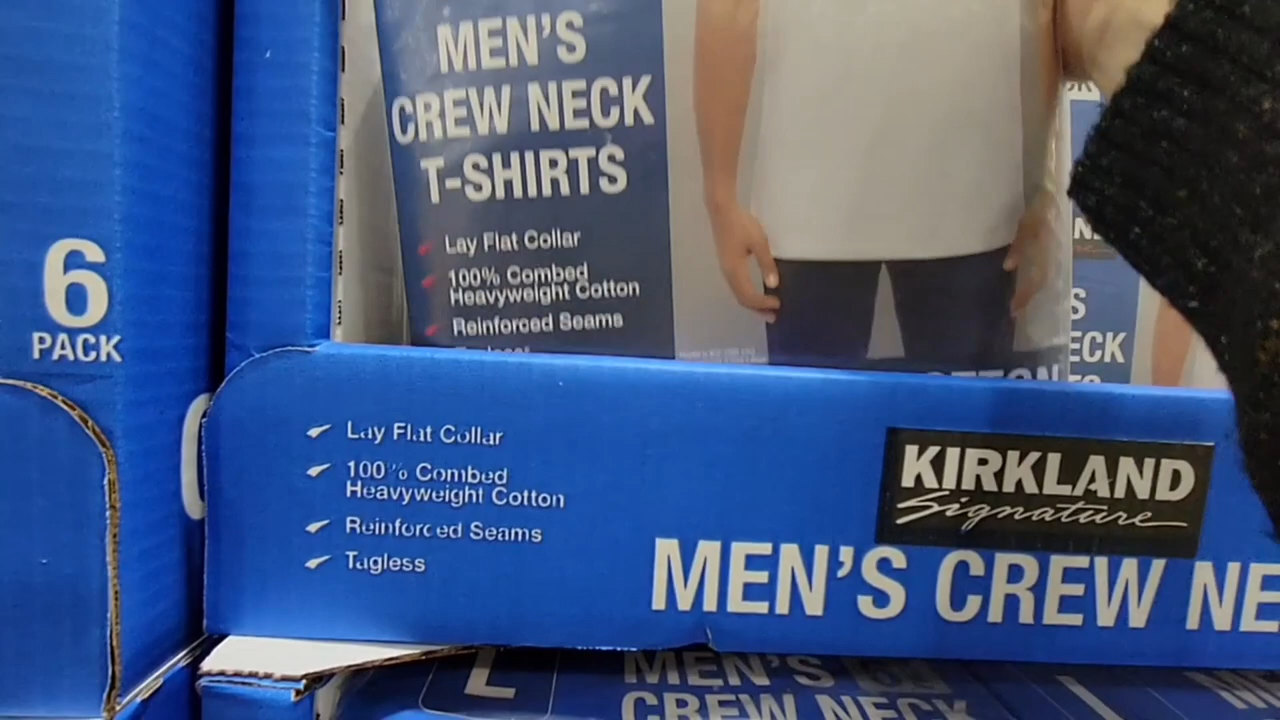 MEN'S
CREW NECK
T-SHIRTS
Lay Flat Collar
100% Combed
Heavyweight Cotton
Reinforced Seams
6
PACK
S
ECK
Lay Flat Collar
100% Combed
Heavyweight Cotton
Reinforced Seams
Tagless
KIRKLAND
Signature
MEN'S CREW NE
L
MEN'S
CREW NECK